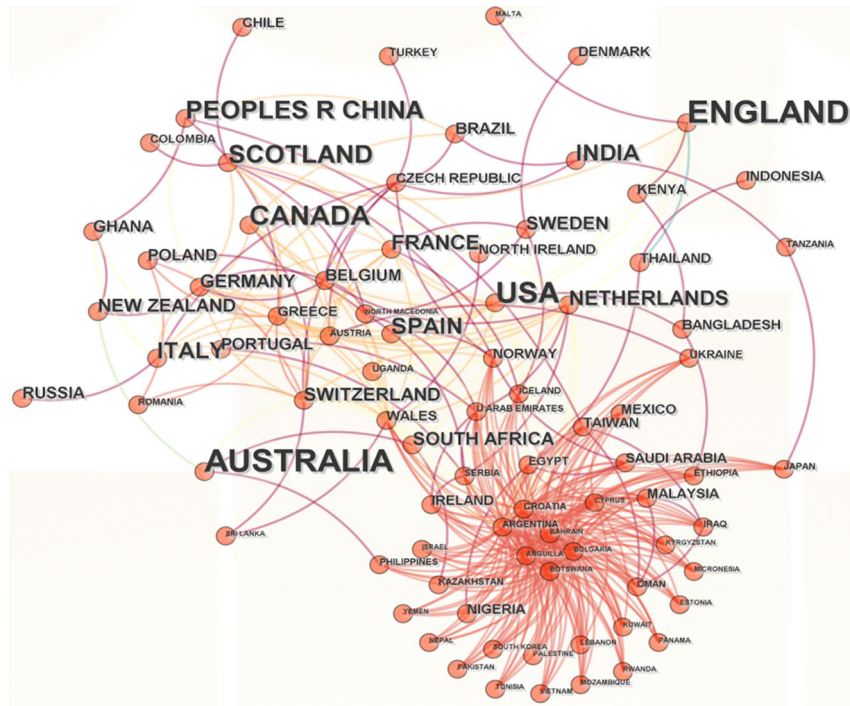 MALTA
CHILE
TURKEY
DENMARK
PEOPLES R CHINA
ENGLAND
BRAZIL
COLOMBIA
SCOTLAND
INDIA
CZECH REPUBLIC
INDONESIA
KENYA
CANADA
GHANA
SWEDEN
FRANCE
NORTH IRELAND
TANZANIA
POLAND
THAILAND
BELGIUM
GERMANY
USA
NETHERLANDS
NEW ZEALAND
GREECE
NORTH MACEDONIA
SPAIN
BANGLADESH
AUSTRIA
ITALY
PORTUGAL
NORWAY
UKRAINE
UGANDA
RUSSIA
SWITZERLAND
ICELAND
ROMANIA
U ARAB EMIRATES
MEXICO
WALES
TAIWAN
SOUTH AFRICA
AUSTRALIA
EGYPT
SAUDI ARABIA
JAPAN
SERBIA
ETHIOPIA
IRELAND
CROATIA
CYPRUS
MALAYSIA
ARGENTINA
IRAQ
SRI LANKA
BAHRAIN
KYRGYZSTAN
ISRAEL
ANGUILLA
BULGARIA
PHILIPPINES
BOTSWANA
MICRONESIA
KAZAKHSTAN
OMAN
ESTONIA
YEMEN
NIGERIA
KUWAIT
NEPAL
SOUTH KOREA
LEBANON
PANAMA
PALESTINE
PAKISTAN
RWANDA
TUNISIA
VIETNAM
MOZAMBIQUE